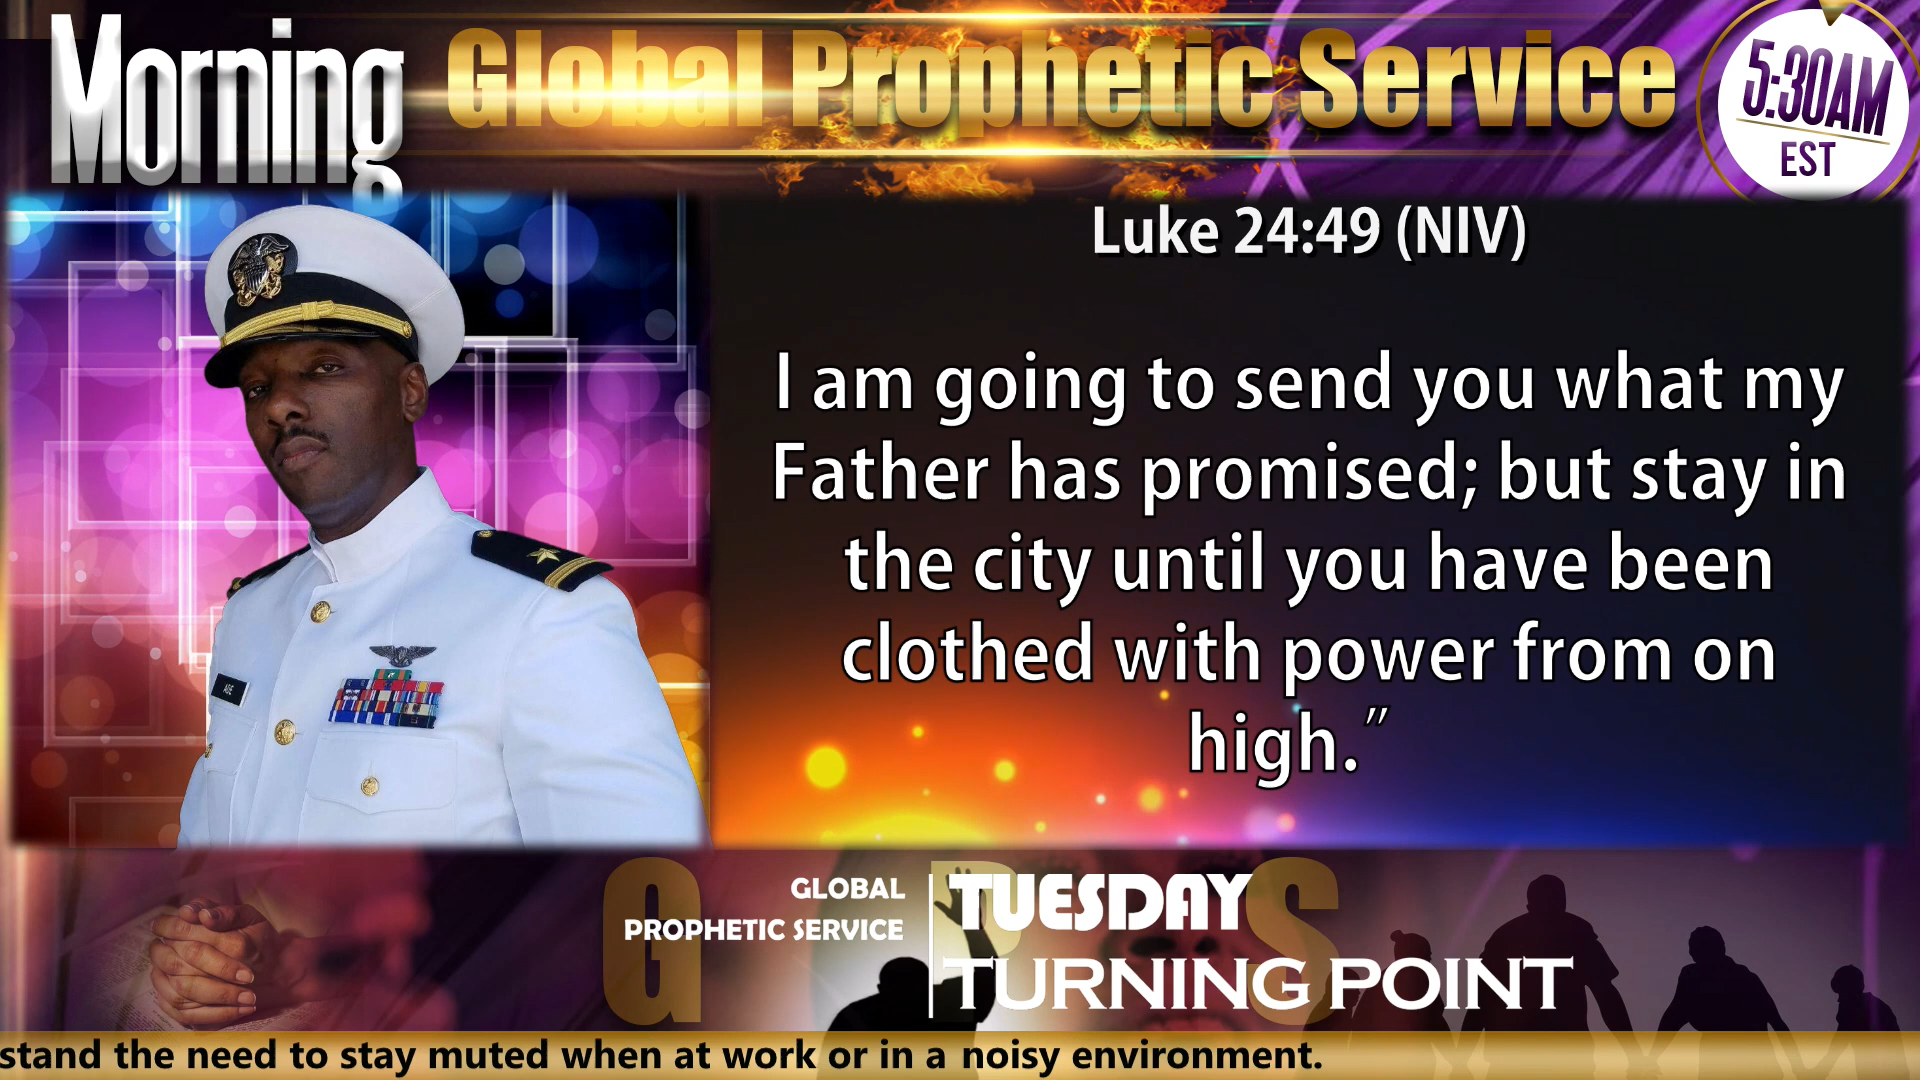 Morning
Global Prophetic Service
5:30AM
EST
Luke 24:49 (NIV)
I am going to send you what my
Father has promised; but stay in
the city until you have been
clothed with power from on
high.”
GPS
GLOBAL
PROPHETIC SERVICE
TUESDAY
TURNING POINT
stand the need to stay muted when at work or in a noisy environment.